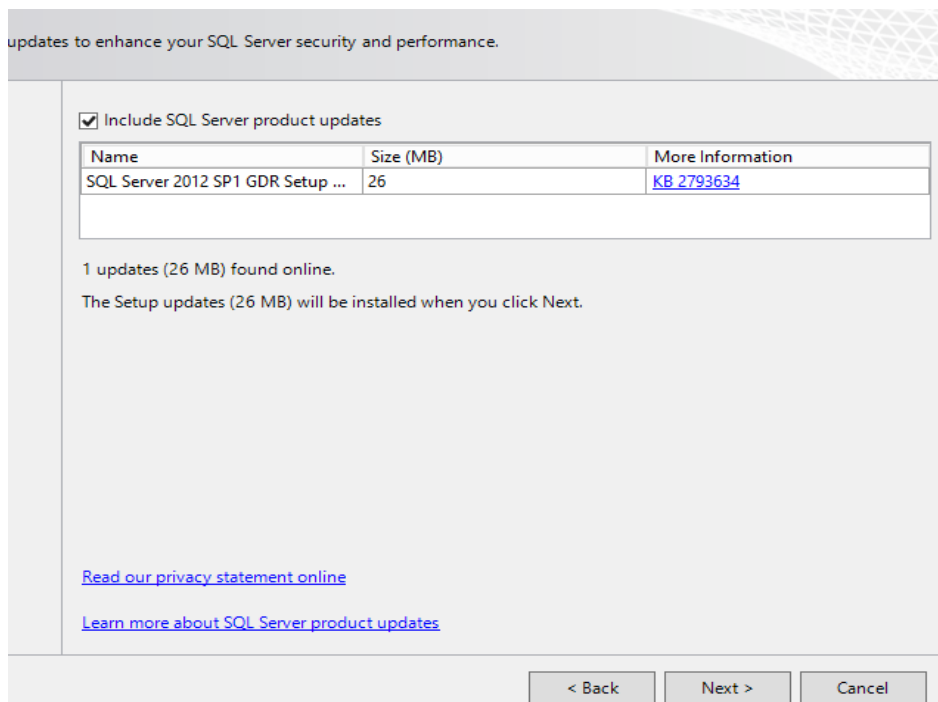 updates to enhance your SQL Server security and performance.
Include SQL Server product updates
Name Size (MB) More Information
SQL Server 2012 SP1 GDR Setup ... 26 KB 2793634
1 updates (26 MB) found online.
The Setup updates (26 MB) will be installed when you click Next.
Read our privacy statement online
Learn more about SQL Server product updates
< Back Next > Cancel